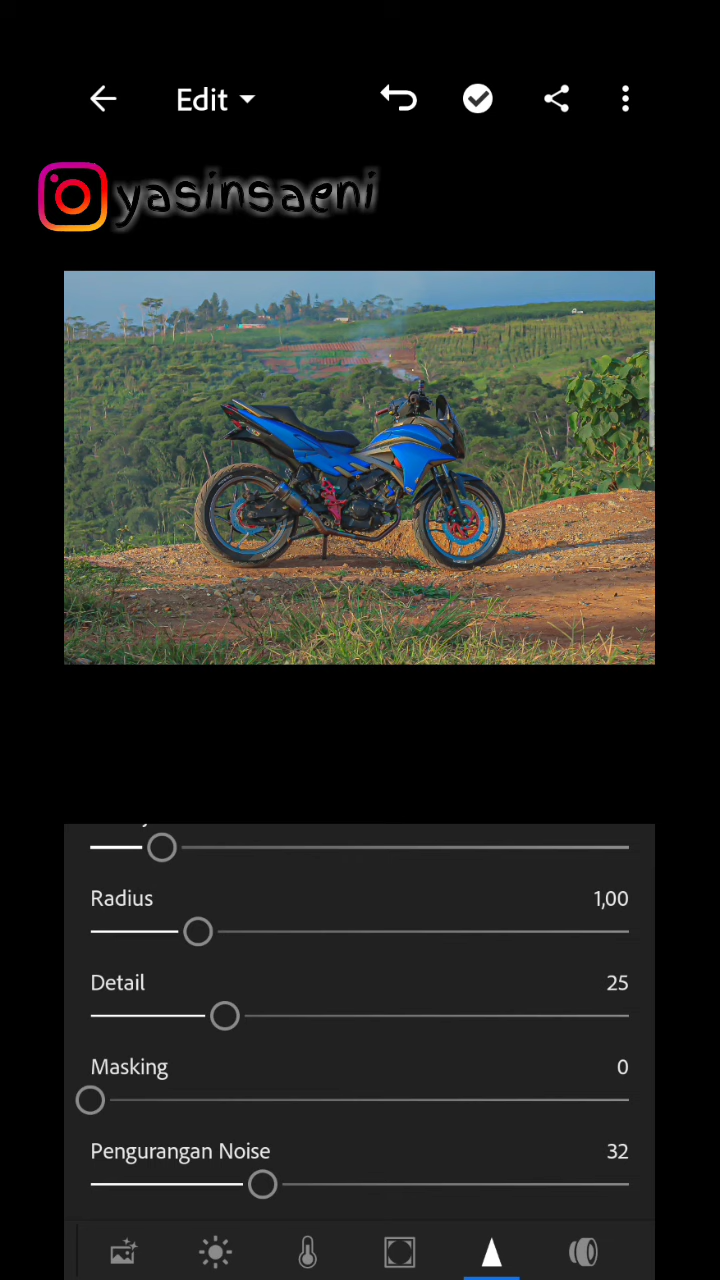 Edit
yasinsaeni
Radius 1,00
Detail 25
Masking 0
Pengurangan Noise 32